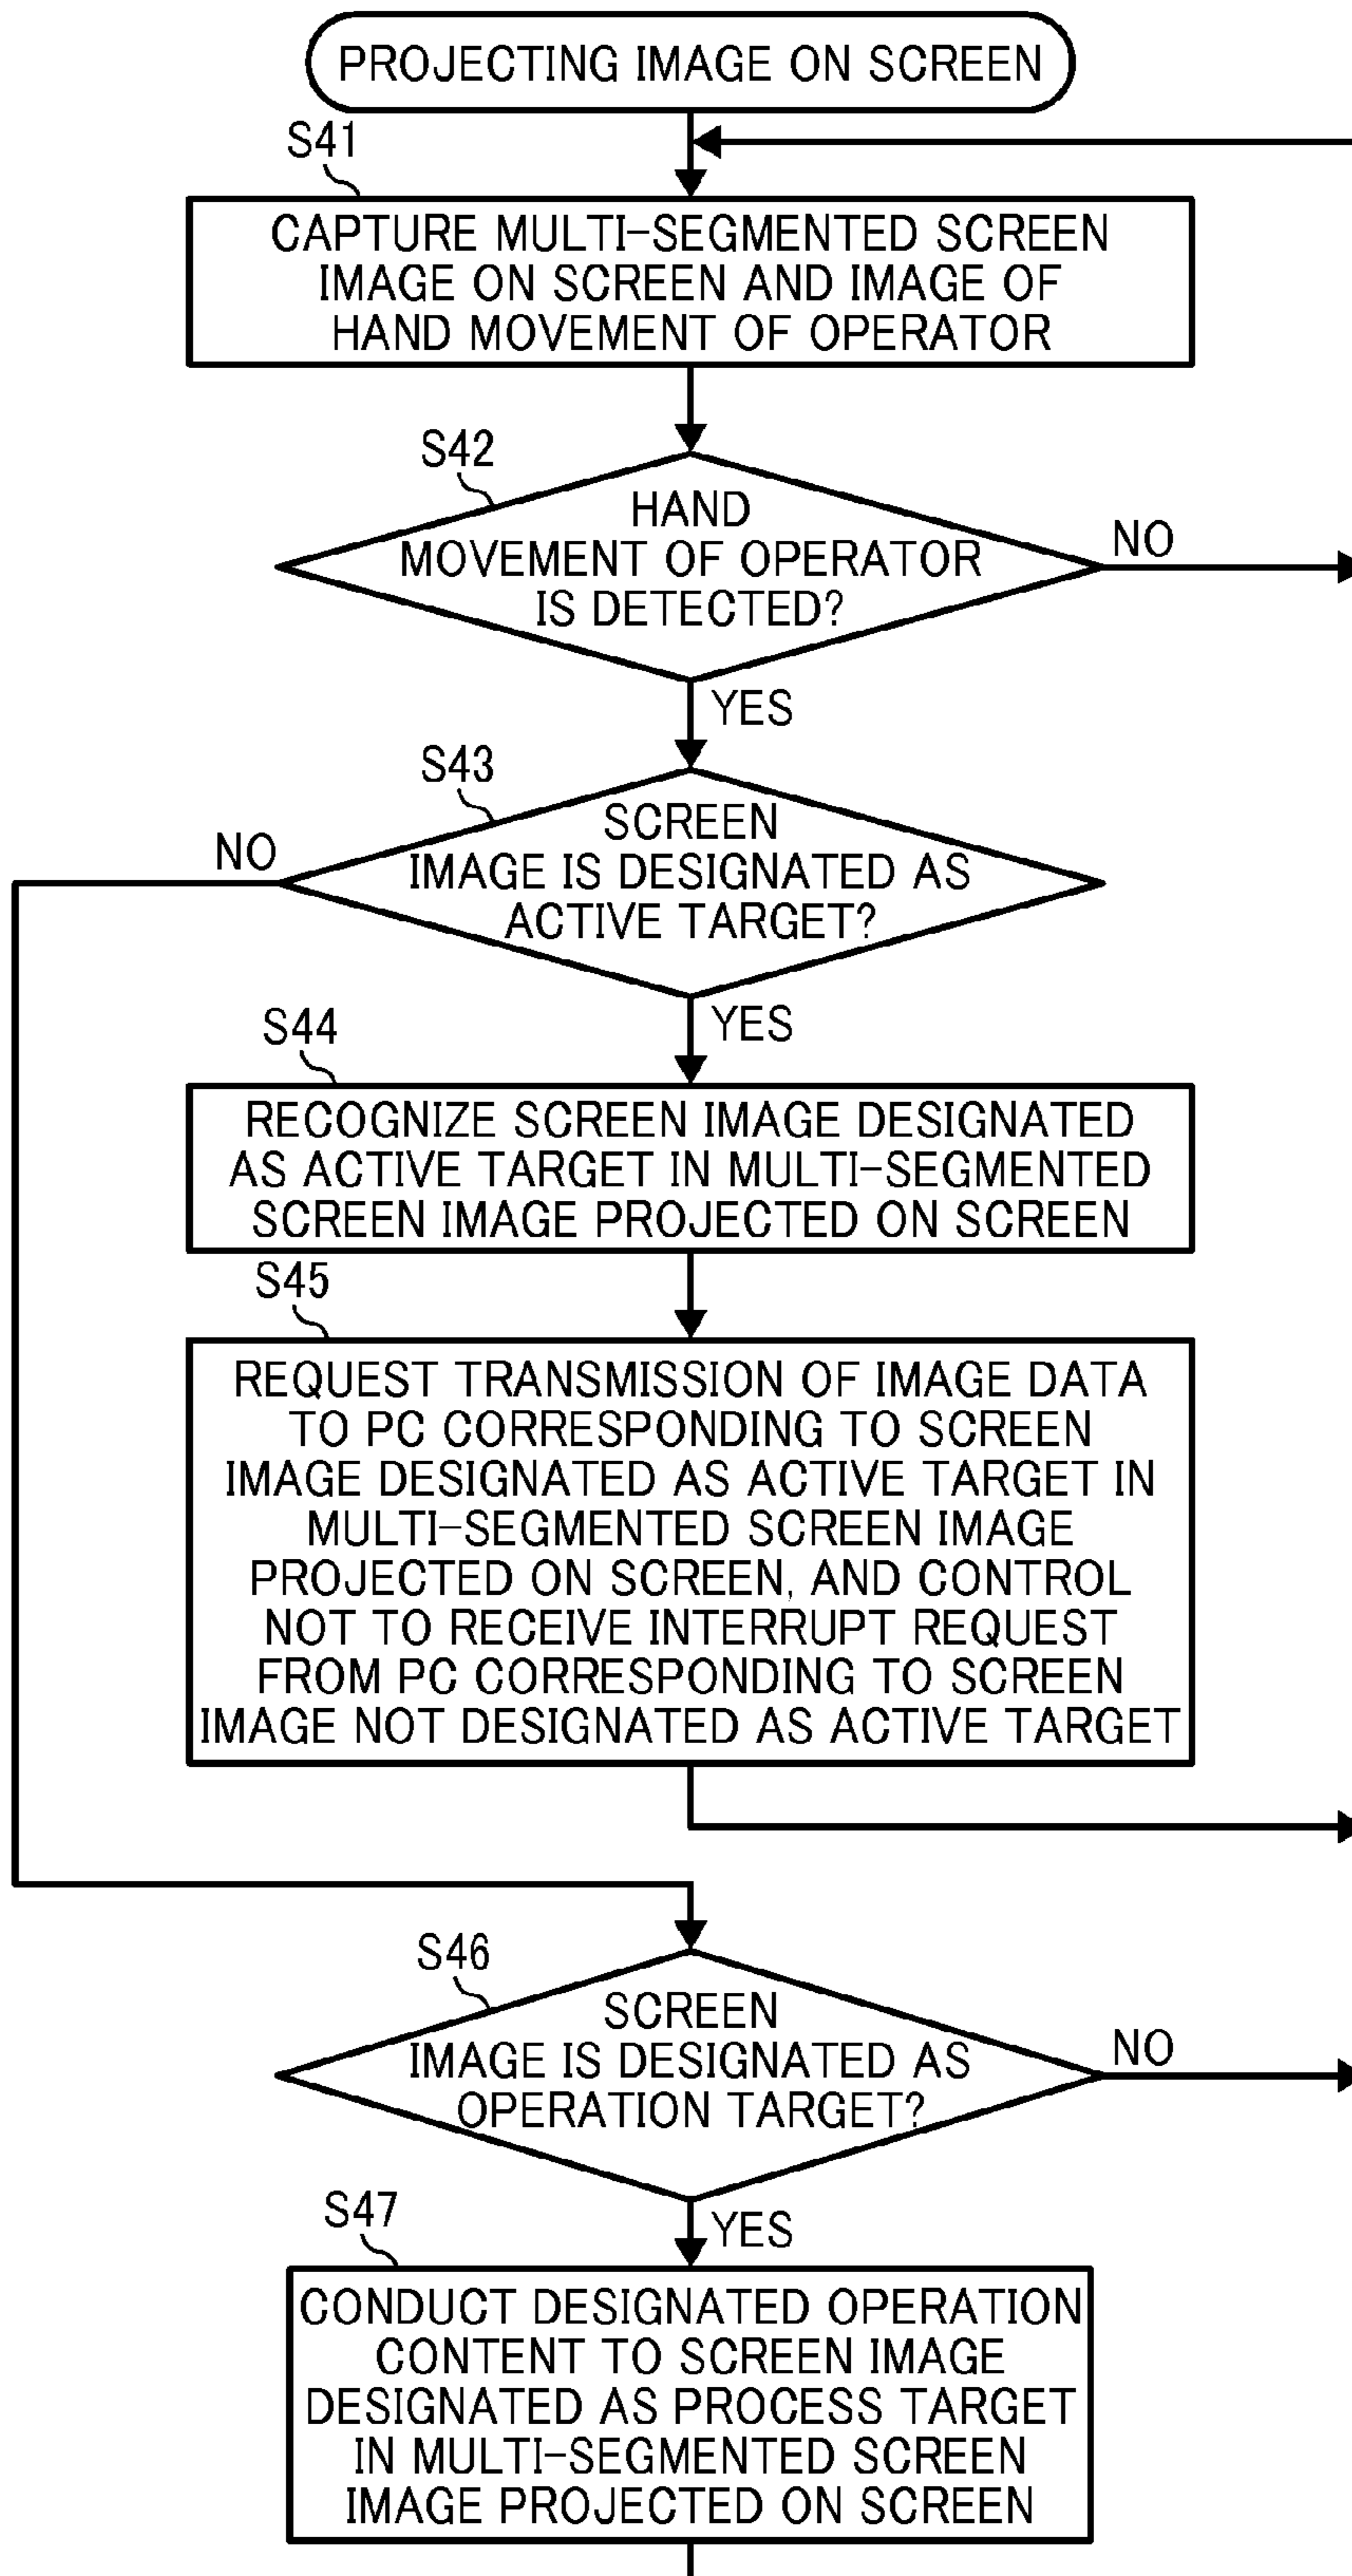 PROJECTING IMAGE ON SCREEN
S41
CAPTURE MULTI-SEGMENTED SCREEN
IMAGE ON SCREEN AND IMAGE OF
HAND MOVEMENT OF OPERATOR
S42
HAND
MOVEMENT OF OPERATOR
IS DETECTED?
NO
YES
S43
SCREEN
IMAGE IS DESIGNATED AS
ACTIVE TARGET?
NO
YES
S44
RECOGNIZE SCREEN IMAGE DESIGNATED
AS ACTIVE TARGET IN MULTI-SEGMENTED
SCREEN IMAGE PROJECTED ON SCREEN
S45
REQUEST TRANSMISSION OF IMAGE DATA
TO PC CORRESPONDING TO SCREEN
IMAGE DESIGNATED AS ACTIVE TARGET IN
MULTI-SEGMENTED SCREEN IMAGE
PROJECTED ON SCREEN, AND CONTROL
NOT TO RECEIVE INTERRUPT REQUEST
FROM PC CORRESPONDING TO SCREEN
IMAGE NOT DESIGNATED AS ACTIVE TARGET
S46
SCREEN
IMAGE IS DESIGNATED AS
OPERATION TARGET?
NO
YES
S47
CONDUCT DESIGNATED OPERATION
CONTENT TO SCREEN IMAGE
DESIGNATED AS PROCESS TARGET
IN MULTI-SEGMENTED SCREEN
IMAGE PROJECTED ON SCREEN